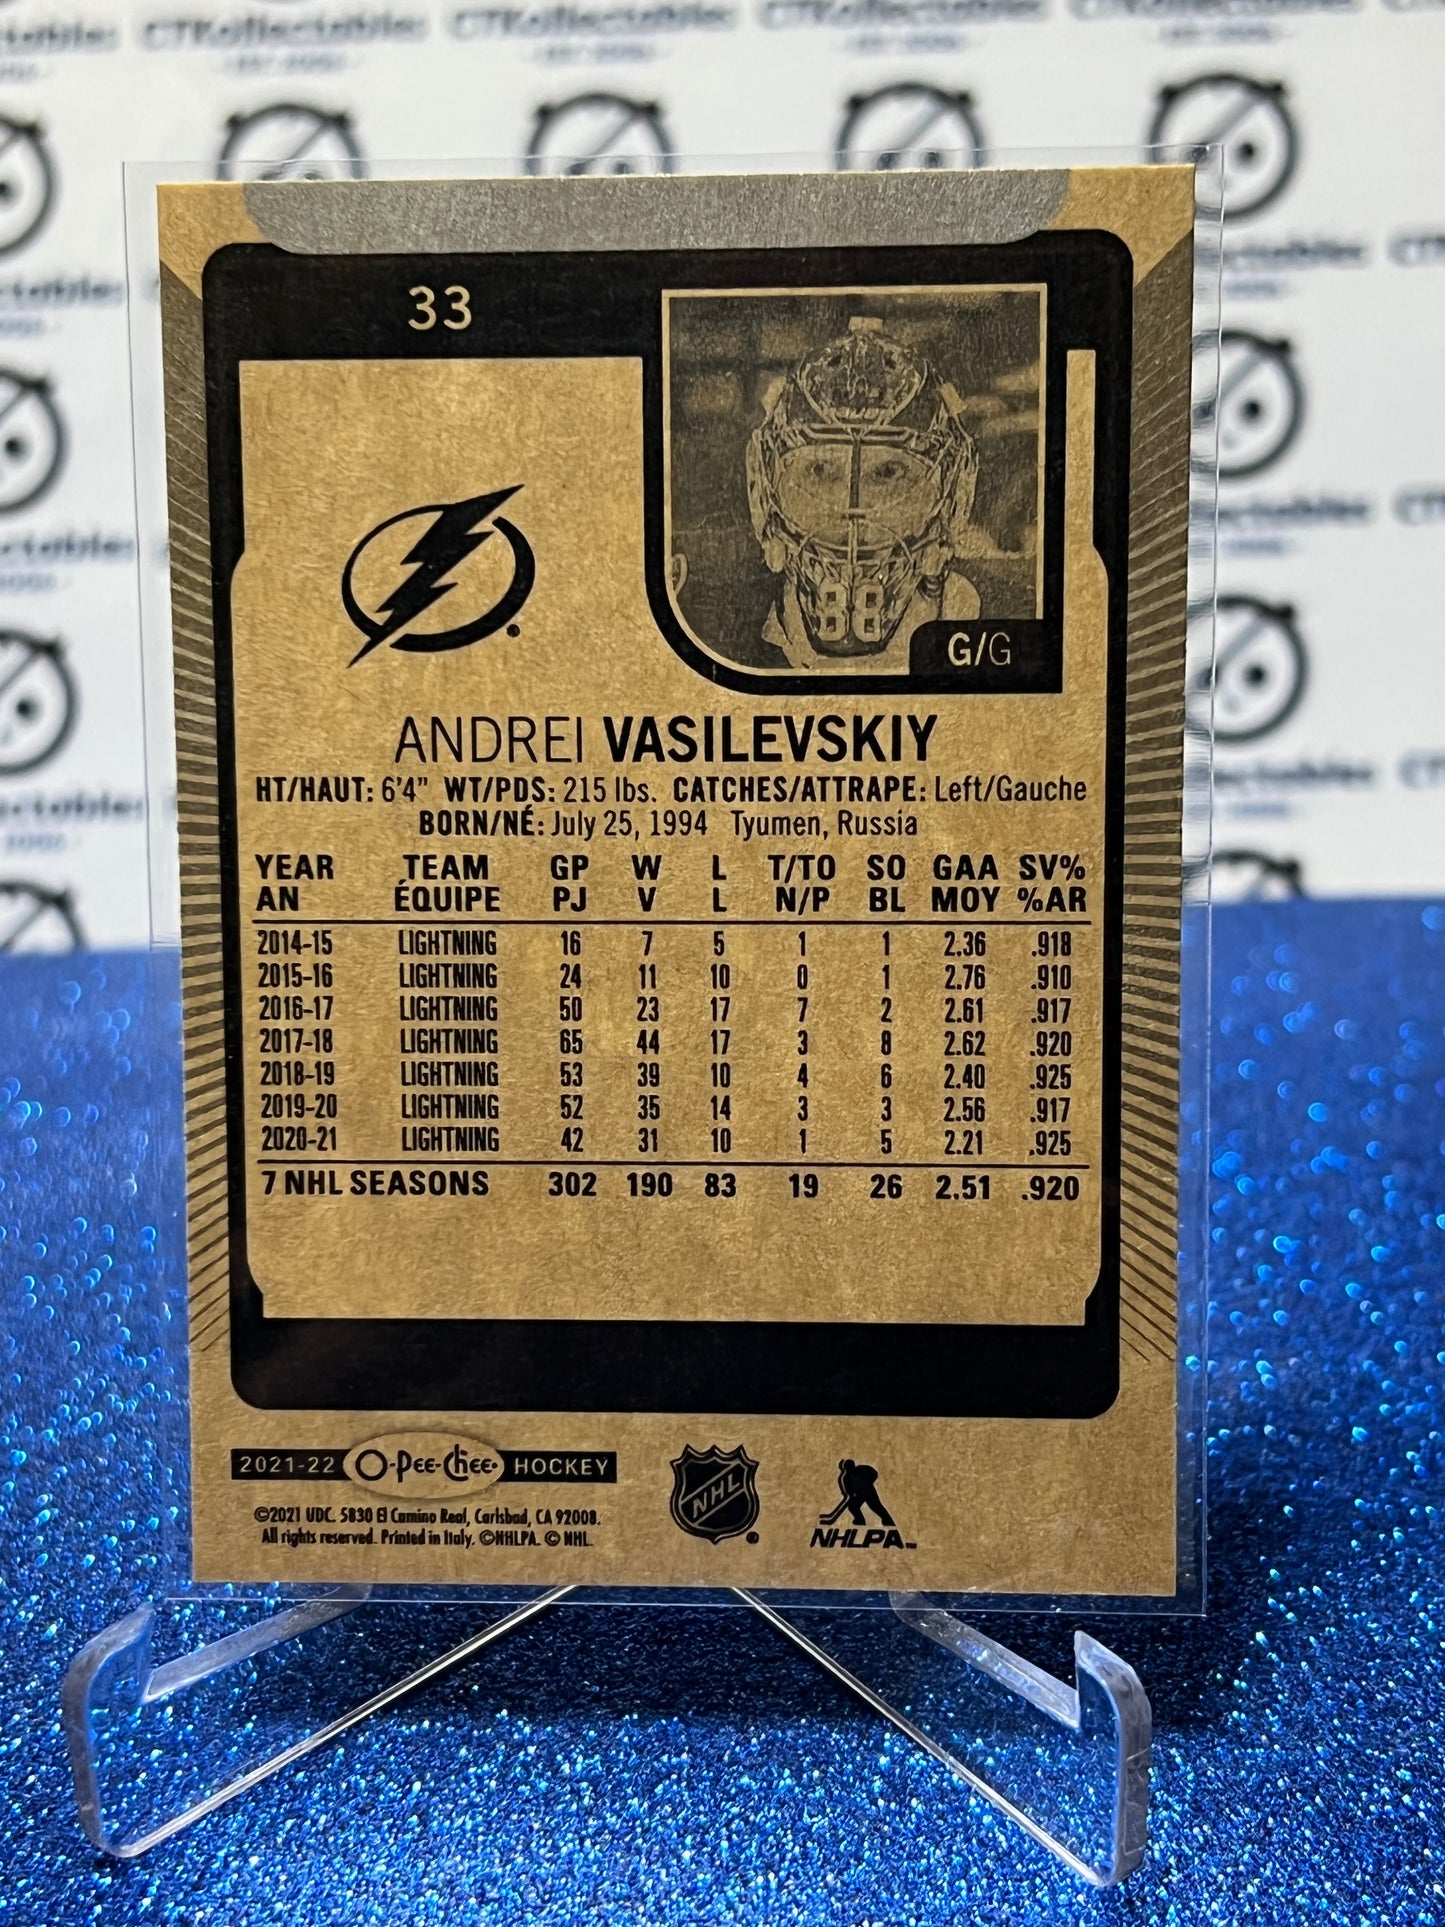 CTKollectables
33
BAUER
88
G/G
ANDREI VASILEVSKIY
HT/HAUT: 6'4" WT/PDS: 215 lbs. CATCHES/ATTRAPE: Left/Gauche
BORN/NÉ: July 25, 1994 Tyumen, Russia
YEAR TEAM GP W L T/TO SO GAA SV%
AN ÉQUIPE PJ V L N/P BL MOY %AR
2014-15 LIGHTNING 16 7 5 1 1 2.36 .918
2015-16 LIGHTNING 24 11 10 0 1 2.76 .910
2016-17 LIGHTNING 50 23 17 7 2 2.61 .917
2017-18 LIGHTNING 65 44 17 3 8 2.62 .920
2018-19 LIGHTNING 53 39 10 4 6 2.40 .925
2019-20 LIGHTNING 52 35 14 3 3 2.56 .917
2020-21 LIGHTNING 42 31 10 1 5 2.21 .925
7 NHL SEASONS 302 190 83 19 26 2.51 .920
2021-22 O-Pee-Chee HOCKEY
©2021 UDC. 5830 El Camino Real, Carlsbad, CA 92008.
All rights reserved. Printed in Italy. ©NHLPA. © NHL.
NHL
NHLPA